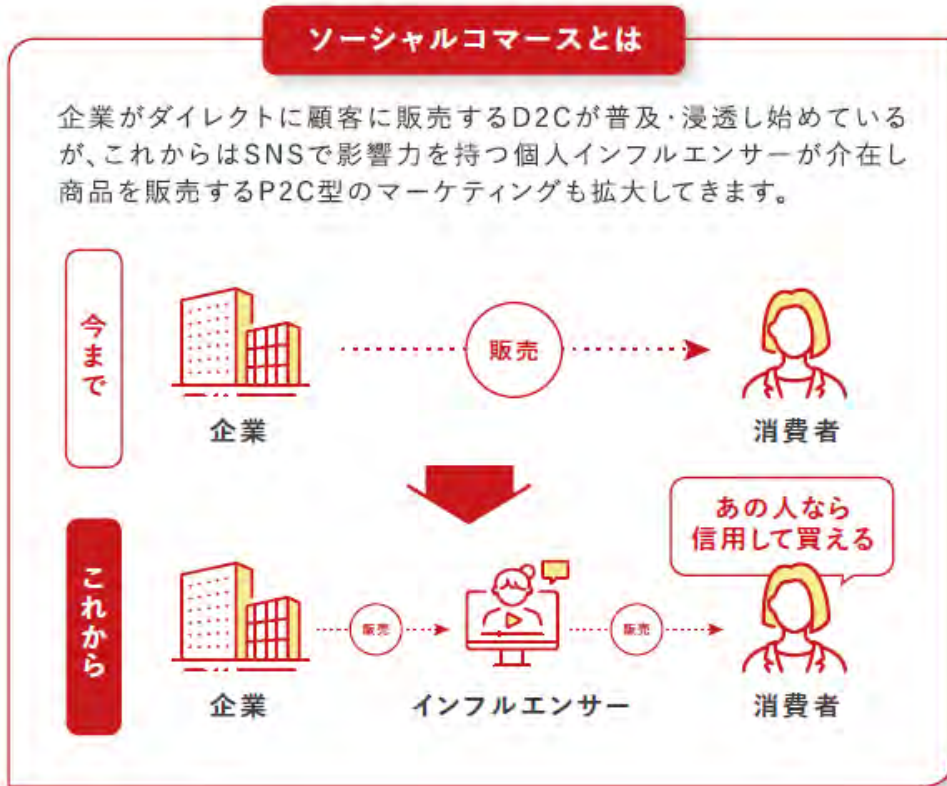 ソーシャルコマースとは
企業がダイレクトに顧客に販売するD2Cが普及・浸透し始めている
が、これからはSNSで影響力を持つ個人インフルエンサーが介在し
商品を販売するP2C型のマーケティングも拡大してきます。
今まで
販売
企業
消費者
あの人なら
信用して買える
これから
販売
販売
企業
インフルエンサー
消費者